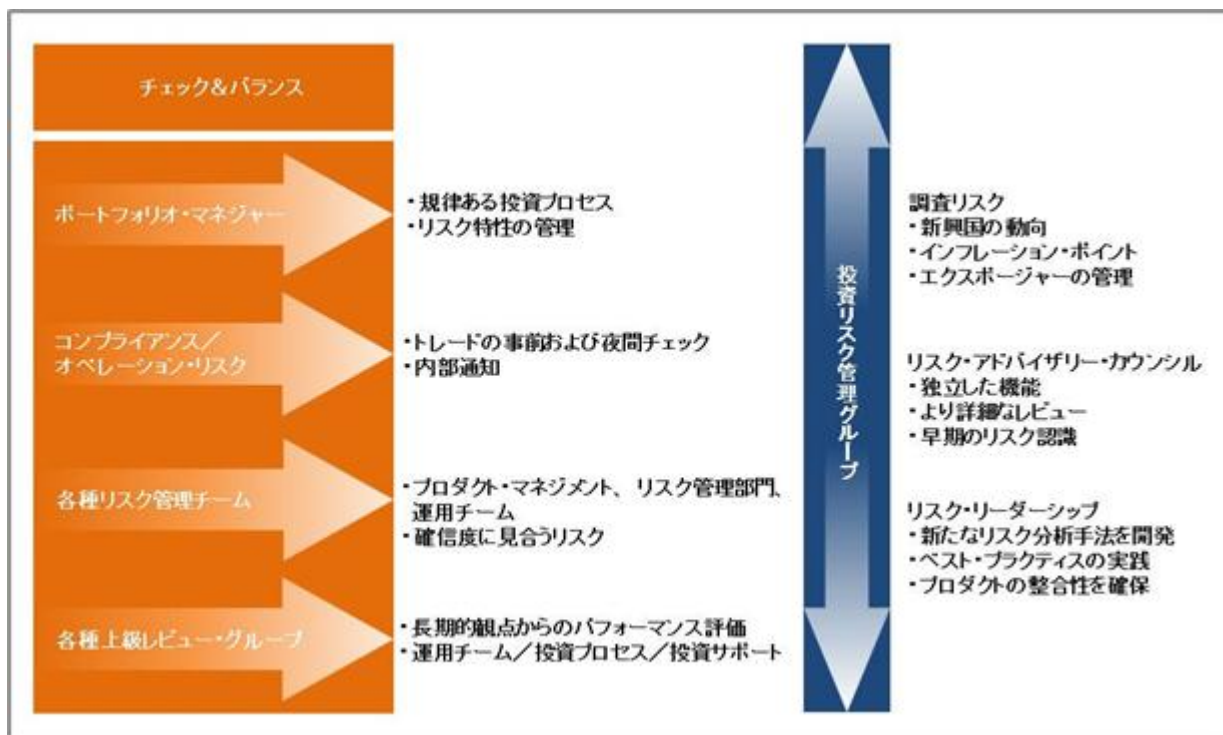 チェック&バランス
ポートフォリオ・マネジャー
・規律ある投資プロセス
・リスク特性の管理
コンプライアンス／
オペレーション・リスク
・トレードの事前および夜間チェック
・内部通知
各種リスク管理チーム
・プロダクト・マネジメント、リスク管理部門、
運用チーム
・確信度に見合うリスク
各種上級レビュー・グループ
・長期的観点からのパフォーマンス評価
・運用チーム／投資プロセス／投資サポート
投資リスク管理グループ
調査リスク
・新興国の動向
・インフレーション・ポイント
・エクスポージャーの管理
リスク・アドバイザリー・カウンシル
・独立した機能
・より詳細なレビュー
・早期のリスク認識
リスク・リーダーシップ
・新たなリスク分析手法を開発
・ベスト・プラクティスの実践
・プロダクトの整合性を確保